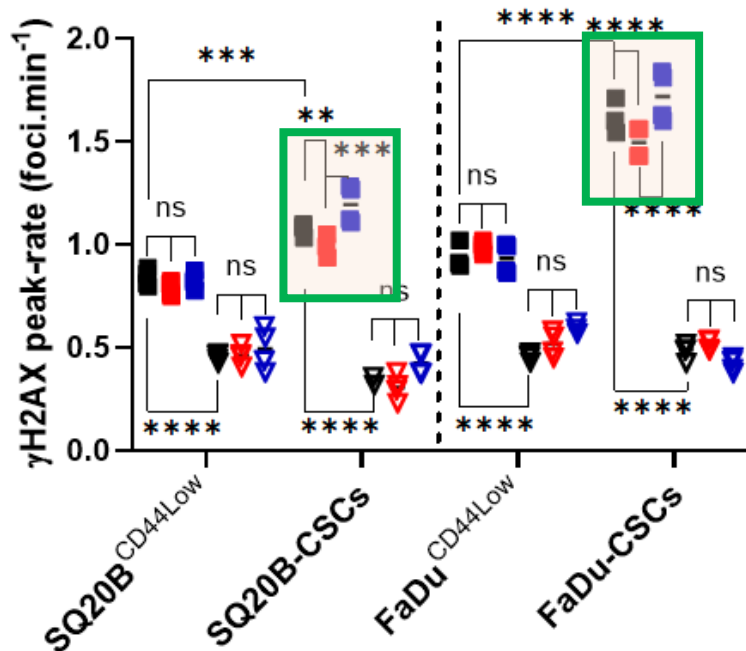 γH2AX peak-rate (foci.min⁻¹)
2.0
1.5
1.0
0.5
0.0
****
****
***
**
***
****
ns
ns
ns
ns
ns
ns
****
****
****
****
SQ20B CD44Low
SQ20B-CSCs
FaDu CD44Low
FaDu-CSCs